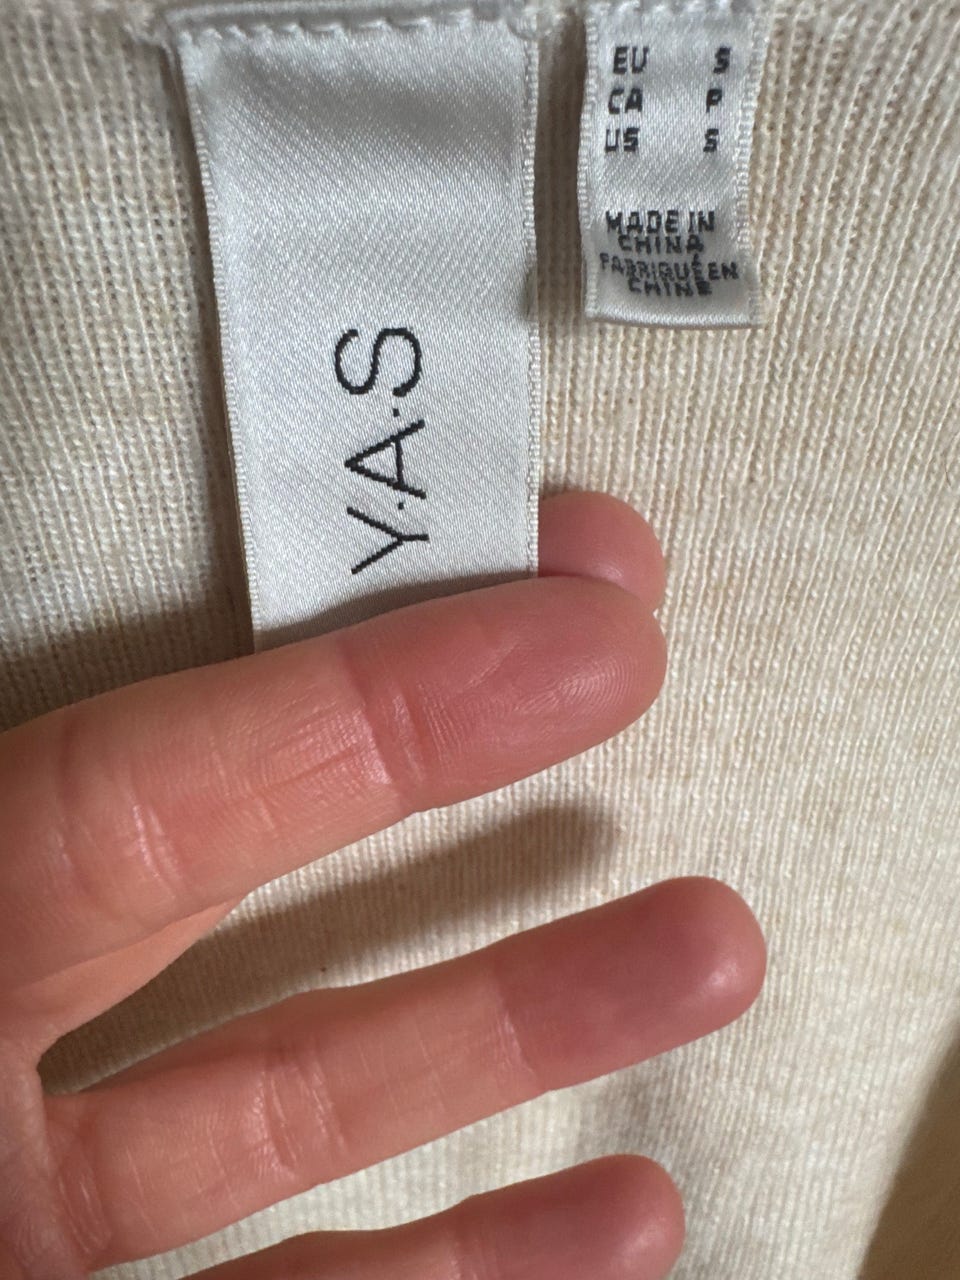 Y.A.S
EU S
CA P
US S
MADE IN
CHINA
FABRIQUÉ EN
CHINE